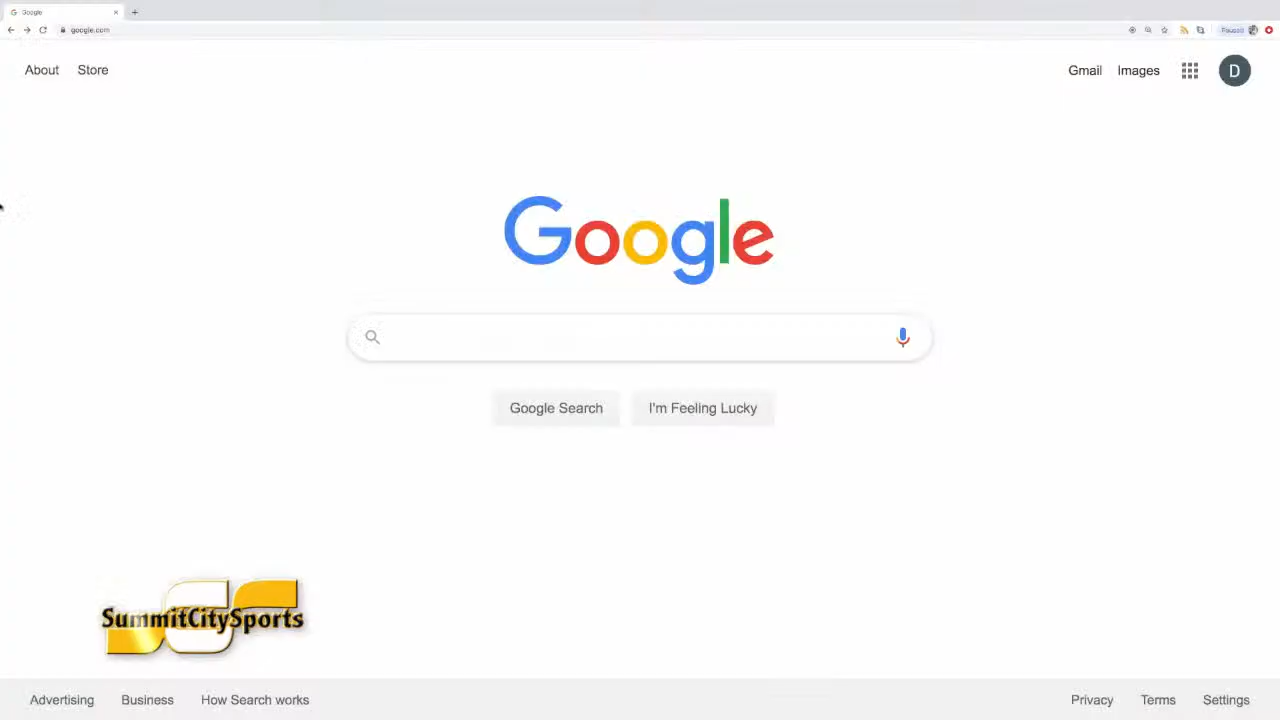 Google
google.com
Paused
About Store
Gmail Images
D
Google
Google Search
I'm Feeling Lucky
SummitCitySports
Advertising Business How Search works
Privacy Terms Settings